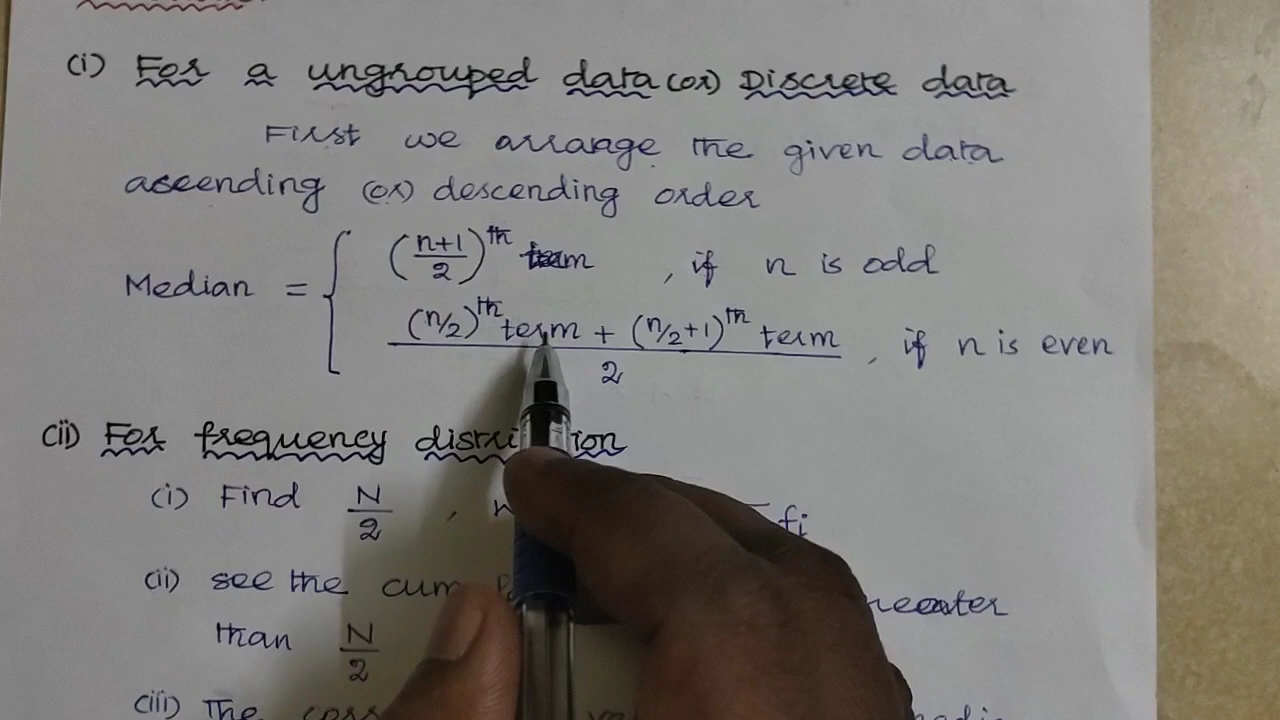 (i) For a ungrouped data (or) Discrete data
First we arrange the given data
ascending (or) descending order
Median = { ((n+1)/2)^th term , if n is odd
((n/2)^th term + (n/2+1)^th term)/2 , if n is even
(ii) For frequency
(i) Find N/2 , fi
(ii) see the
than N/2
(iii) The